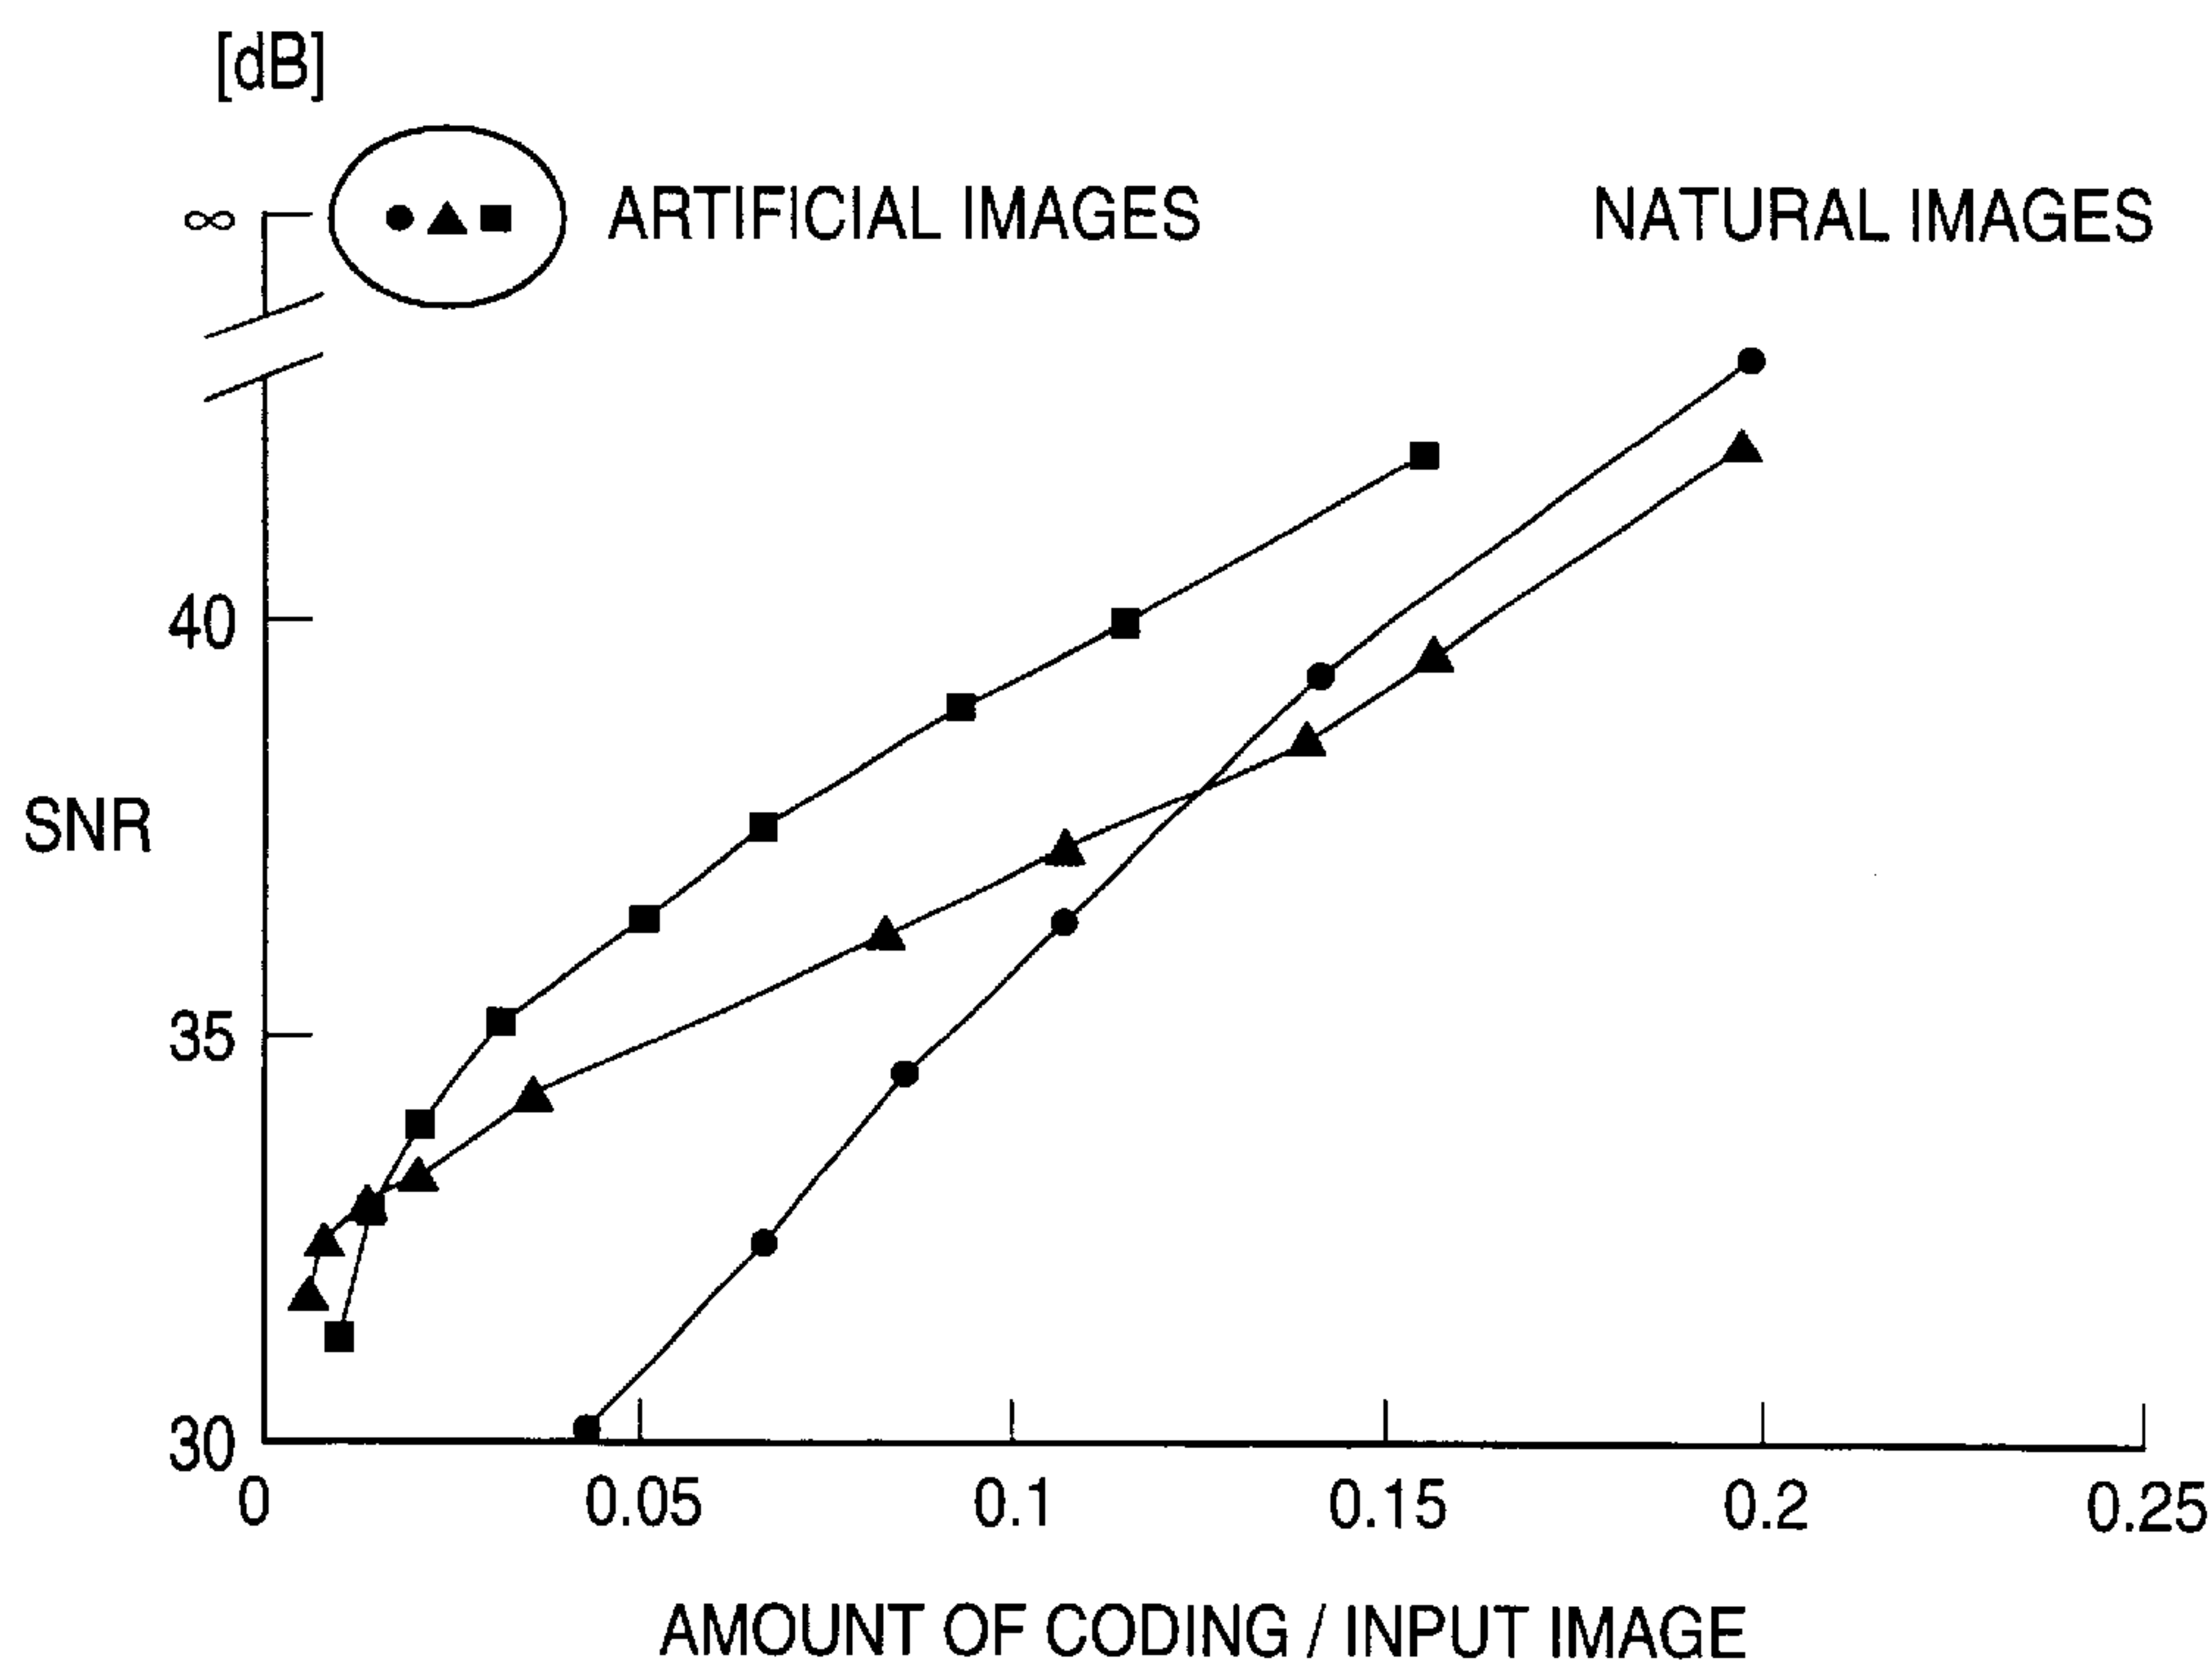 [dB]
∞
ARTIFICIAL IMAGES
NATURAL IMAGES
40
SNR
35
30
0
0.05
0.1
0.15
0.2
0.25
AMOUNT OF CODING / INPUT IMAGE